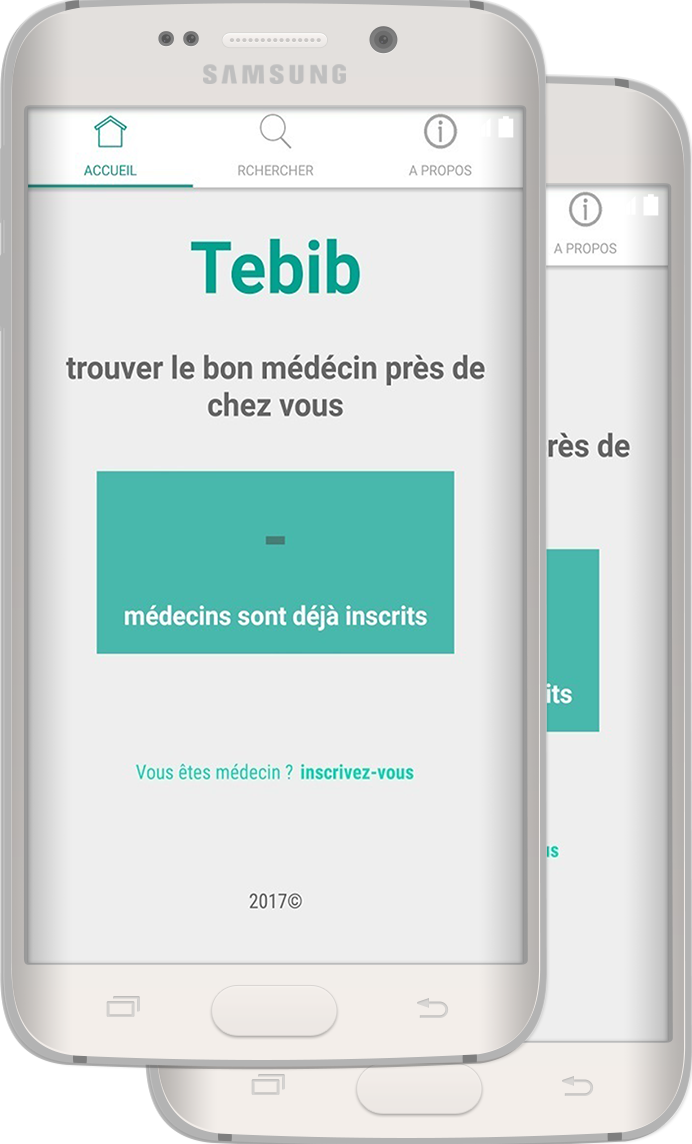 SAMSUNG
ACCUEIL
RCHERCHER
A PROPOS
Tebib
trouver le bon médécin près de
chez vous
-
médecins sont déjà inscrits
Vous êtes médecin ? inscrivez-vous
2017©
A PROPOS
rès de
its
us